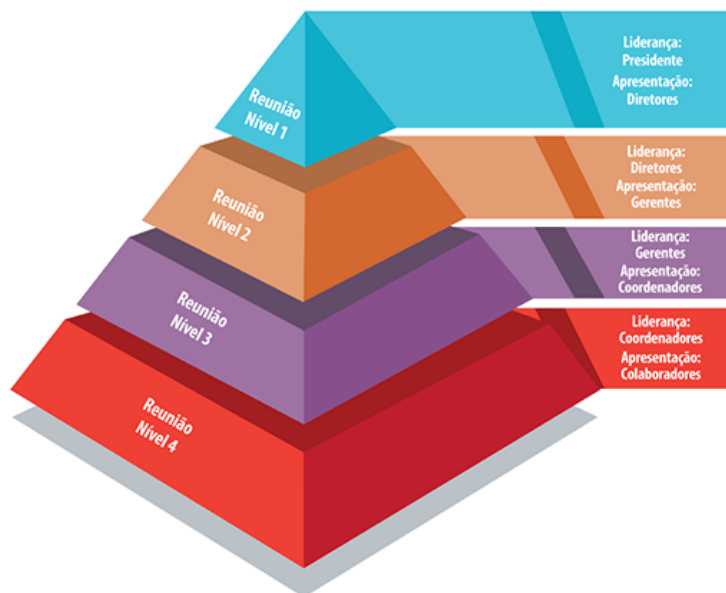 Reunião
Nível 1
Liderança:
Presidente
Apresentação:
Diretores
Reunião
Nível 2
Liderança:
Diretores
Apresentação:
Gerentes
Reunião
Nível 3
Liderança:
Gerentes
Apresentação:
Coordenadores
Reunião
Nível 4
Liderança:
Coordenadores
Apresentação:
Colaboradores